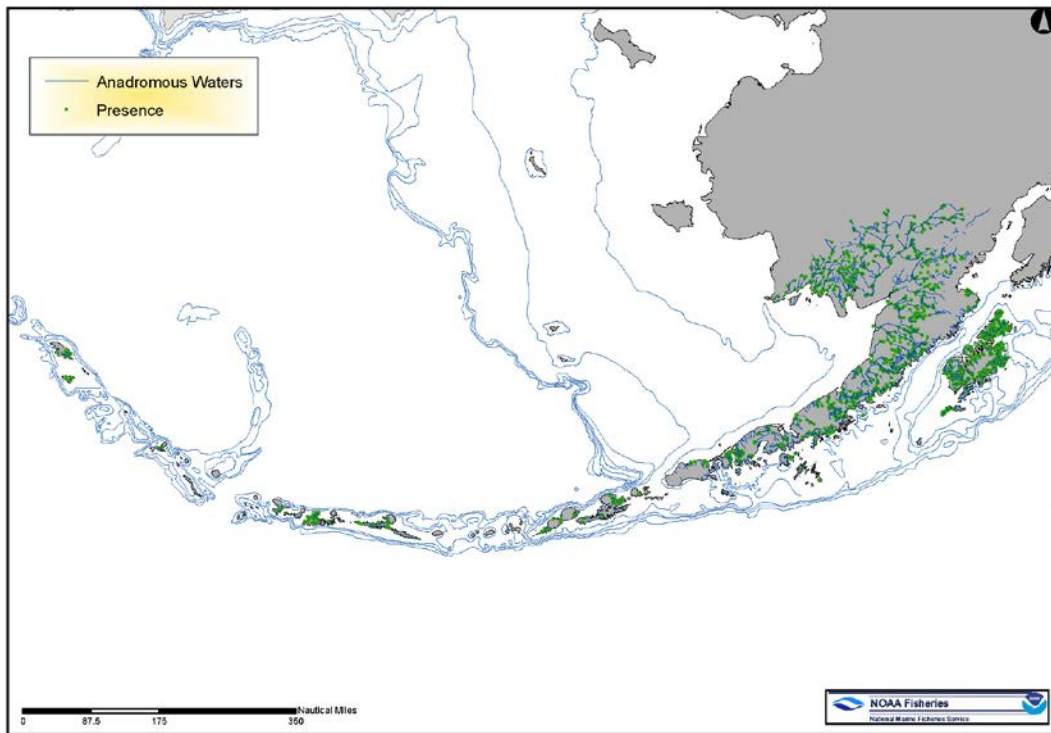 Anadromous Waters
Presence
Nautical Miles
0 87.5 175 350
NOAA Fisheries
National Marine Fisheries Service